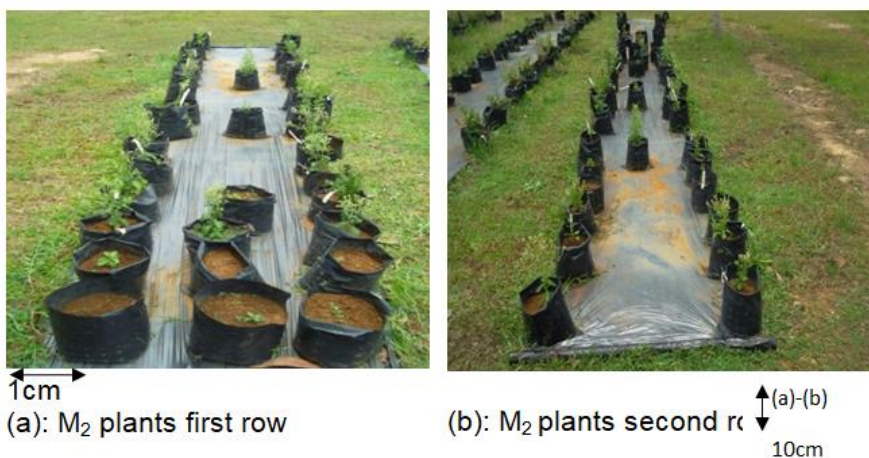 1cm
(a): M₂ plants first row
(b): M₂ plants second
(a)-(b)
10cm